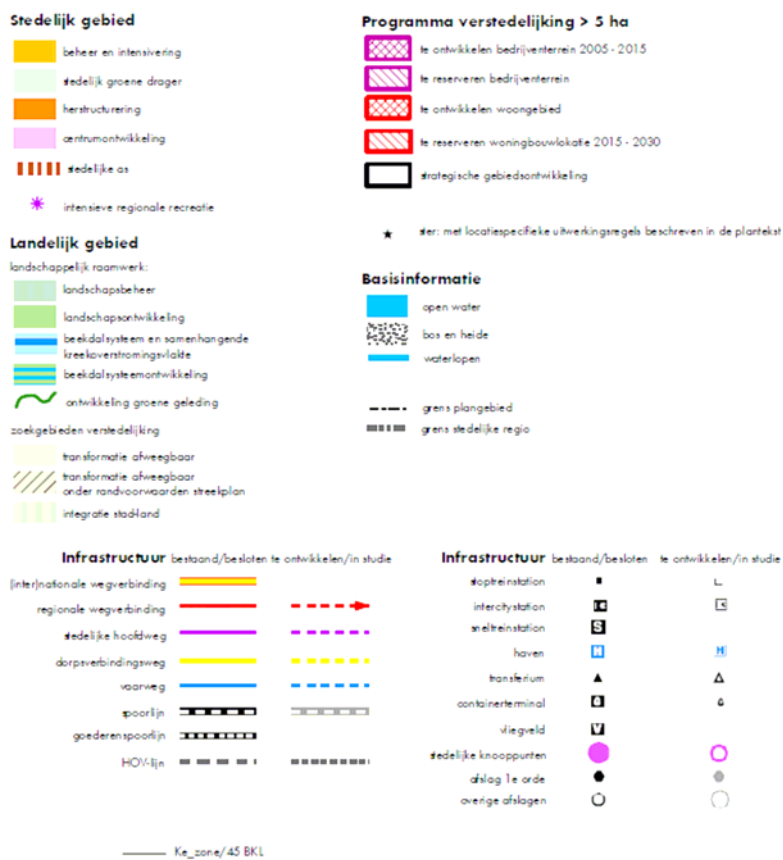 Stedelijk gebied
beheer en intensivering
stedelijk groene drager
herstructurering
centrumontwikkeling
stedelijke as
intensieve regionale recreatie
Landelijk gebied
landschappelijk raamwerk:
landschapsbeheer
landschapsontwikkeling
beekdalsysteem en samenhangende
kreekoverstromingsvlakte
beekdalsysteemontwikkeling
ontwikkeling groene geleding
zoekgebieden verstedelijking
transformatie afweegbaar
transformatie afweegbaar
onder randvoorwaarden streekplan
integratie stad-land
Programma verstedelijking > 5 ha
te ontwikkelen bedrijventerrein 2005 - 2015
te reserveren bedrijventerrein
te ontwikkelen woongebied
te reserveren woningbouwlokatie 2015 - 2030
strategische gebiedsontwikkeling
ster: met locatiespecifieke uitwerkingsregels beschreven in de plantekst
Basisinformatie
open water
bos en heide
waterlopen
grens plangebied
grens stedelijke regio
Infrastructuur bestaand/besloten te ontwikkelen/in studie
(inter)nationale wegverbinding
regionale wegverbinding
stedelijke hoofdweg
dorpsverbindingsweg
vaarweg
spoorlijn
goederenspoorlijn
HOV-lijn
Ke_zone/45 BKL
Infrastructuur bestaand/besloten te ontwikkelen/in studie
stoptreinstation
intercitystation
sneltreinstation S
haven H H
transferium
containerterminal
vliegveld V
stedelijke knooppunten
afslag 1e orde
overige afslagen